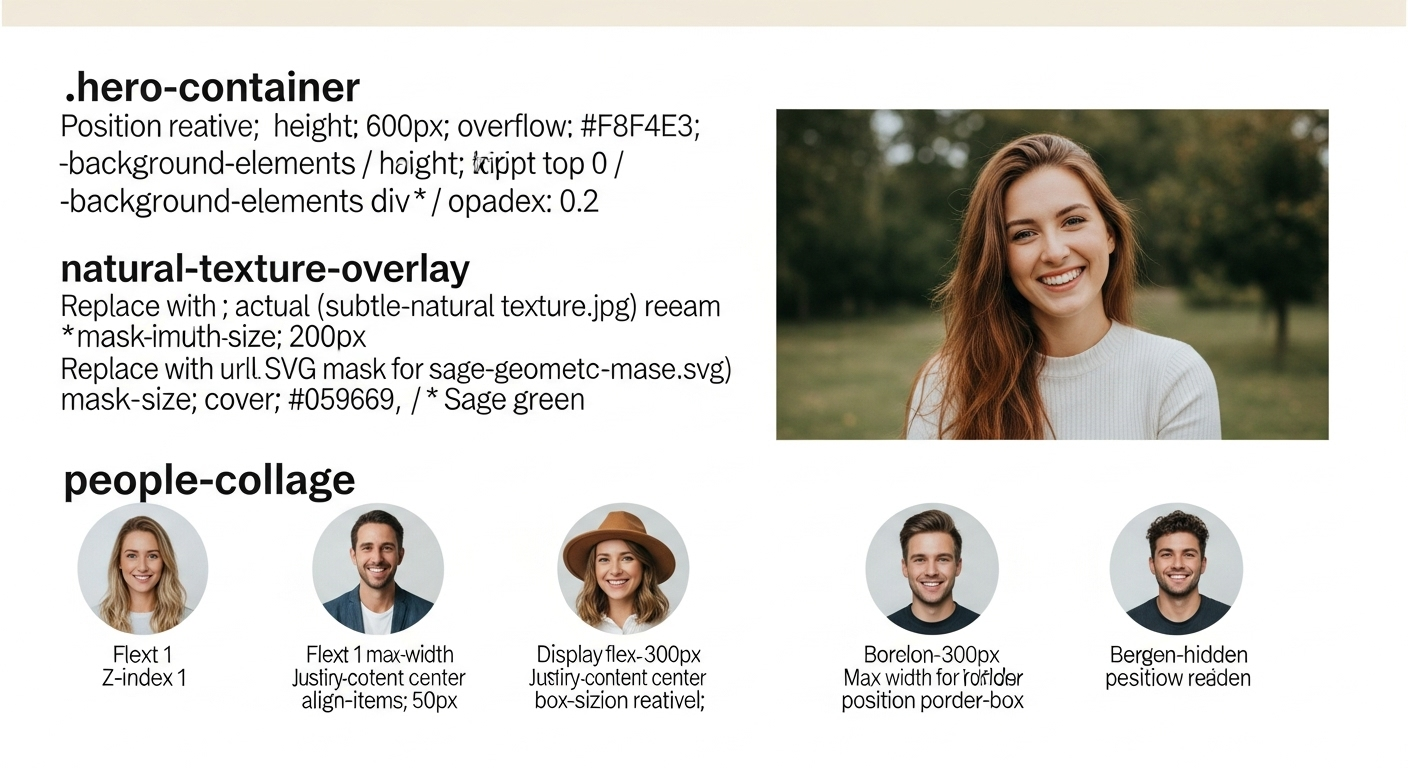 .hero-container
Position reative; height: 600px; overflow: #F8F4E3;
-background-elements / haight; top 0 /
-background-elements div* / opadex: 0.2
natural-texture-overlay
Replace with ; actual (subtle-natural texture.jpg) reeam
*mask-imuth-size; 200px
Replace with urll. SVG mask for sage-geometc-mase.svg)
mask-size; cover; #059669, /* Sage green
people-collage
Flext 1
Z-index 1
Flext 1 max-width
Justiry-cotent center
align-items; 50px
Display flex-300px
Justiry-content center
box-sizion reativel;
Borelon-300px
Max width for
position porder-box
Bergen-hidden
pesitiow readen